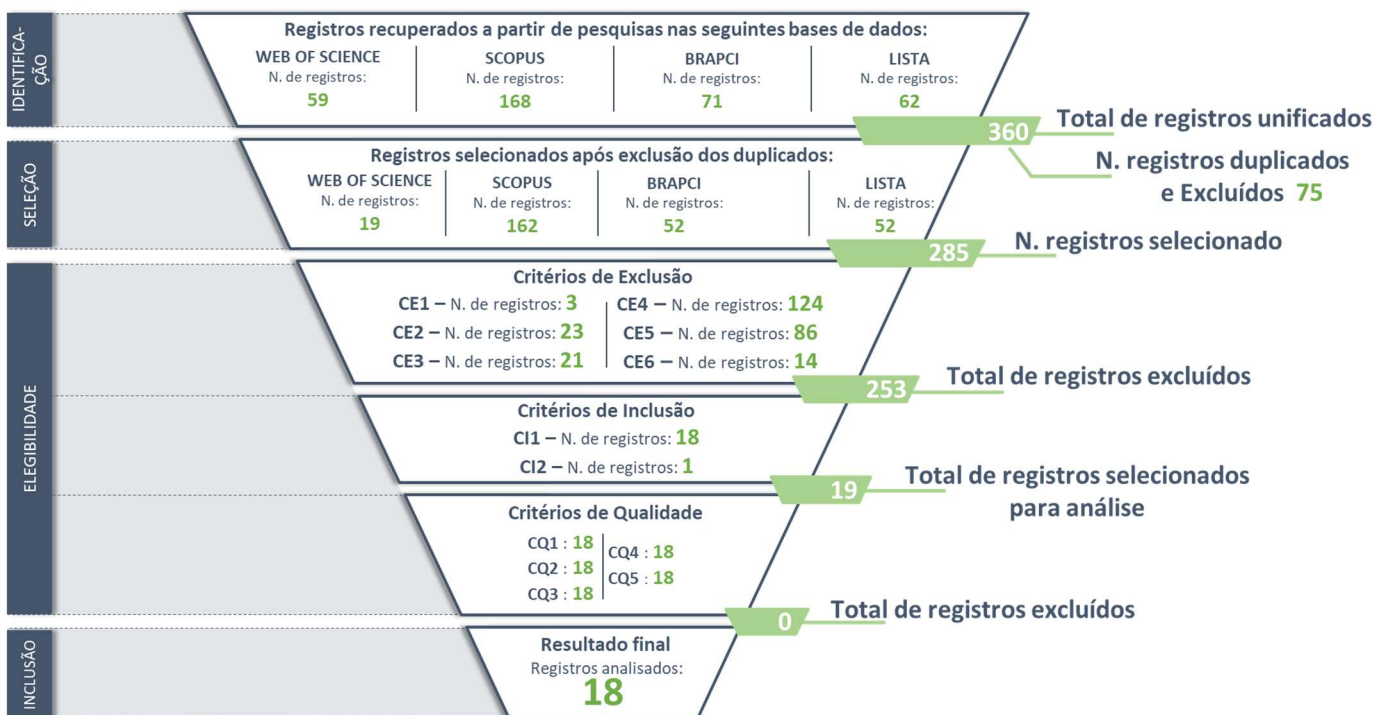 IDENTIFICA-
ÇÃO
Registros recuperados a partir de pesquisas nas seguintes bases de dados:
WEB OF SCIENCE
N. de registros:
59
SCOPUS
N. de registros:
168
BRAPCI
N. de registros:
71
LISTA
N. de registros:
62
360
Total de registros unificados
N. registros duplicados
e Excluídos 75
SELEÇÃO
Registros selecionados após exclusão dos duplicados:
WEB OF SCIENCE
N. de registros:
19
SCOPUS
N. de registros:
162
BRAPCI
N. de registros:
52
LISTA
N. de registros:
52
285
N. registros selecionado
ELEGIBILIDADE
Critérios de Exclusão
CE1 – N. de registros: 3
CE2 – N. de registros: 23
CE3 – N. de registros: 21
CE4 – N. de registros: 124
CE5 – N. de registros: 86
CE6 – N. de registros: 14
253
Total de registros excluídos
Critérios de Inclusão
CI1 – N. de registros: 18
CI2 – N. de registros: 1
19
Total de registros selecionados
para análise
Critérios de Qualidade
CQ1 : 18
CQ2 : 18
CQ3 : 18
CQ4 : 18
CQ5 : 18
0
Total de registros excluídos
INCLUSÃO
Resultado final
Registros analisados:
18